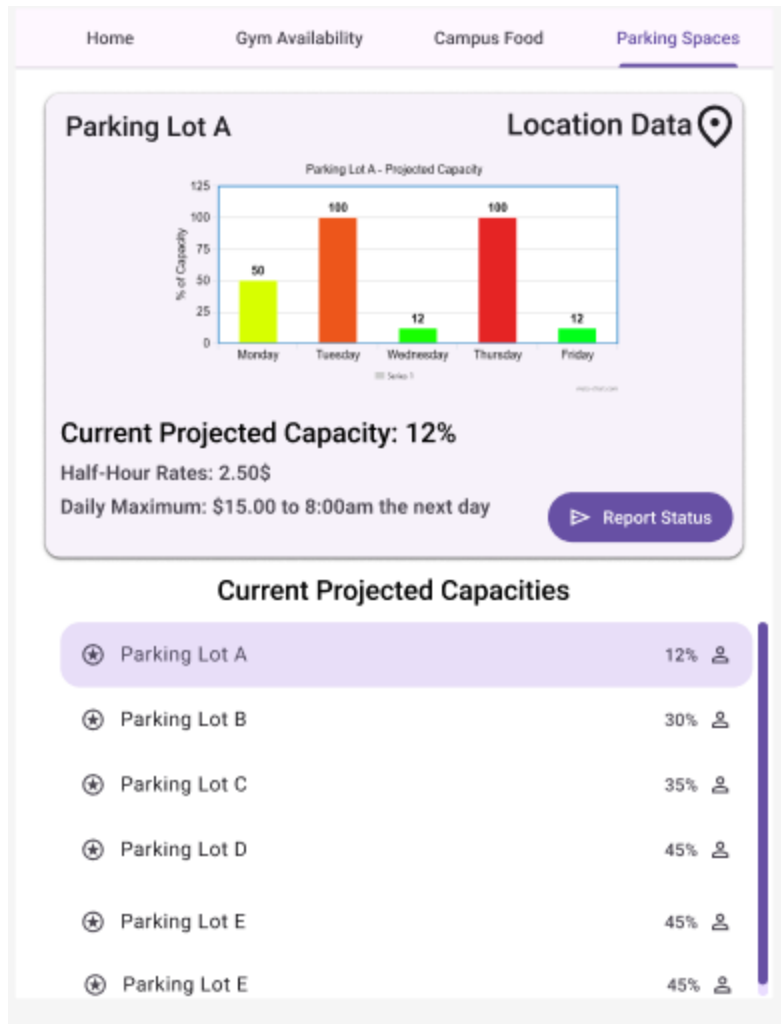 Home Gym Availability Campus Food Parking Spaces
Parking Lot A Location Data
Parking Lot A - Projected Capacity
% of Capacity
125
100
75
50
25
0
50
100
12
100
12
Monday Tuesday Wednesday Thursday Friday
Series 1
Current Projected Capacity: 12%
Half-Hour Rates: 2.50$
Daily Maximum: $15.00 to 8:00am the next day
Report Status
Current Projected Capacities
Parking Lot A 12%
Parking Lot B 30%
Parking Lot C 35%
Parking Lot D 45%
Parking Lot E 45%
Parking Lot E 45%